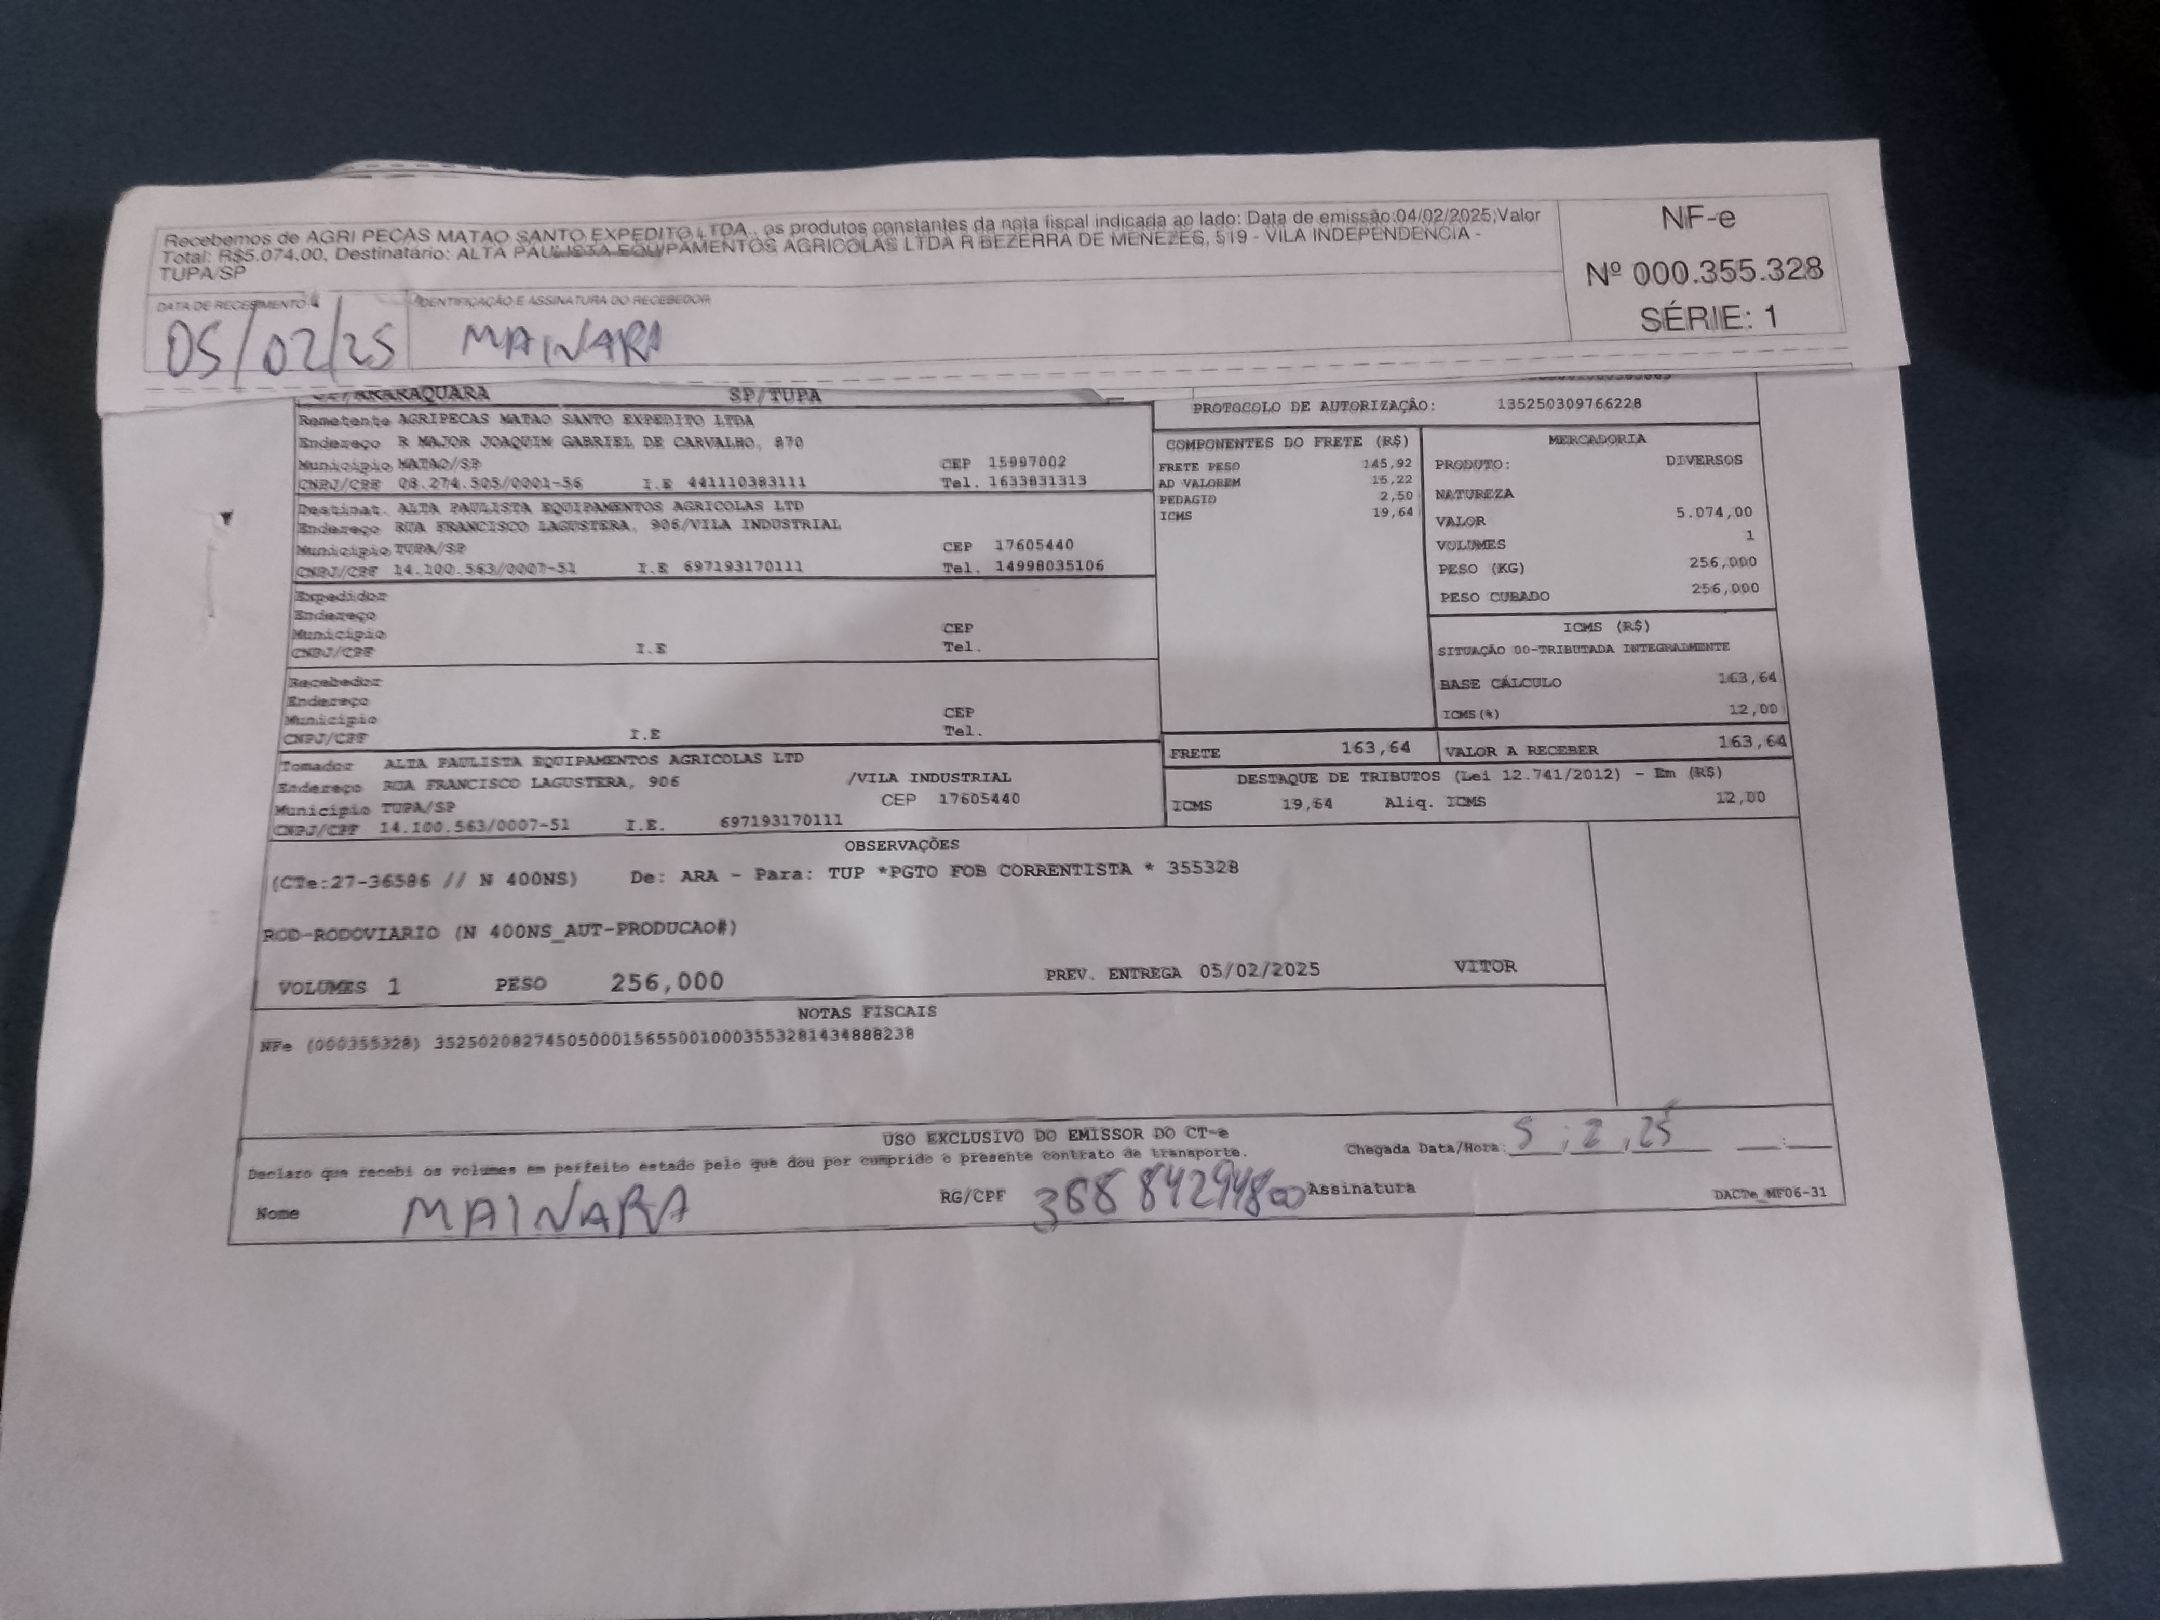 Recebemos de AGRI PECAS MATAO SANTO EXPEDITO LTDA., os produtos constantes da nota fiscal indicada ao lado: Data de emissão:04/02/2025;Valor
Total: R$5.074,00, Destinatário: ALTA PAULISTA EQUIPAMENTOS AGRICOLAS LTDA R BEZERRA DE MENEZES, 519 - VILA INDEPENDENCIA -
TUPA/SP
NF-e
Nº 000.355.328
SÉRIE: 1
DATA DE RECEBIMENTO
IDENTIFICAÇÃO E ASSINATURA DO RECEBEDOR
05/02/25
MAINARA
SP/TUPA
PROTOCOLO DE AUTORIZAÇÃO: 135250309766228
Remetente AGRIPECAS MATAO SANTO EXPEDITO LTDA
Endereço R MAJOR JOAQUIM GABRIEL DE CARVALHO, 870
Município MATAO/SP CEP 15997002
CNPJ/CPF 08.274.505/0001-56 I.E 441110383111 Tel. 1633831313
Destinat. ALTA PAULISTA EQUIPAMENTOS AGRICOLAS LTD
Endereço RUA FRANCISCO LAGUSTERA, 906/VILA INDUSTRIAL
Município TUPA/SP CEP 17605440
CNPJ/CPF 14.100.563/0007-51 I.E 697193170111 Tel. 14998035106
Expedidor
Endereço
Município CEP
CNPJ/CPF I.E Tel.
Recebedor
Endereço
Município CEP
CNPJ/CPF I.E Tel.
Tomador ALTA PAULISTA EQUIPAMENTOS AGRICOLAS LTD
Endereço RUA FRANCISCO LAGUSTERA, 906 /VILA INDUSTRIAL
Município TUPA/SP CEP 17605440
CNPJ/CPF 14.100.563/0007-51 I.E. 697193170111
COMPONENTES DO FRETE (R$)
FRETE PESO 145,92
AD VALOREM 15,22
PEDAGIO 2,50
ICMS 19,64
MERCADORIA
PRODUTO: DIVERSOS
NATUREZA
VALOR 5.074,00
VOLUMES 1
PESO (KG) 256,000
PESO CUBADO 256,000
ICMS (R$)
SITUAÇÃO 00-TRIBUTADA INTEGRALMENTE
BASE CÁLCULO 163,64
ICMS(%) 12,00
FRETE 163,64 VALOR A RECEBER 163,64
DESTAQUE DE TRIBUTOS (Lei 12.741/2012) - Em (R$)
ICMS 19,64 Aliq. ICMS 12,00
OBSERVAÇÕES
(CTe:27-36586 // N 400NS) De: ARA - Para: TUP *PGTO FOB CORRENTISTA * 355328
ROD-RODOVIARIO (N 400NS_AUT-PRODUCAO#)
VOLUMES 1 PESO 256,000 PREV. ENTREGA 05/02/2025 VITOR
NOTAS FISCAIS
NFe (000355328) 35250208274505000156550010003553281434888238
USO EXCLUSIVO DO EMISSOR DO CT-e
Declaro que recebi os volumes em perfeito estado pelo que dou por cumprido o presente contrato de transporte. Chegada Data/Hora: 5 , 2 , 25
Nome MAINARA RG/CPF Assinatura DACTe_MF06-31